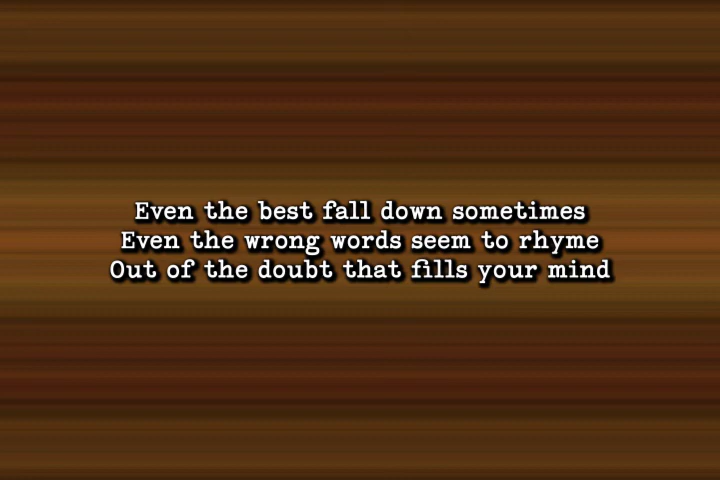 Even the best fall down sometimes
Even the wrong words seem to rhyme
Out of the doubt that fills your mind